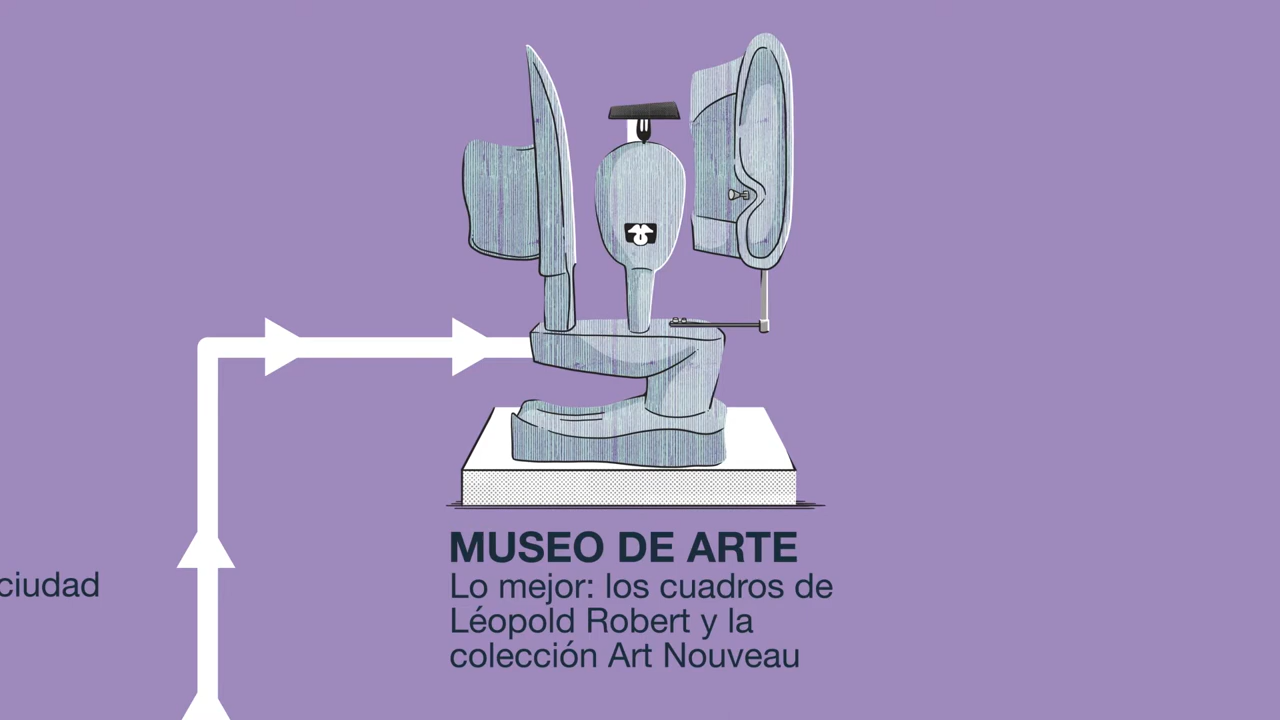 MUSEO DE ARTE
Lo mejor: los cuadros de
Léopold Robert y la
colección Art Nouveau
ciudad